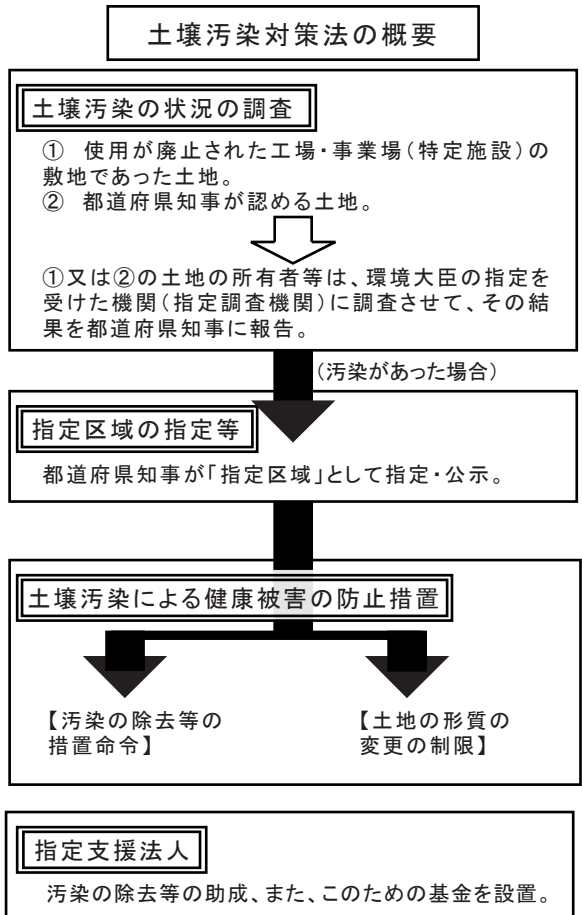 土壌汚染対策法の概要
土壌汚染の状況の調査
① 使用が廃止された工場・事業場（特定施設）の
敷地であった土地。
② 都道府県知事が認める土地。
①又は②の土地の所有者等は、環境大臣の指定を
受けた機関（指定調査機関）に調査させて、その結
果を都道府県知事に報告。
（汚染があった場合）
指定区域の指定等
都道府県知事が「指定区域」として指定・公示。
土壌汚染による健康被害の防止措置
【汚染の除去等の
措置命令】
【土地の形質の
変更の制限】
指定支援法人
汚染の除去等の助成、また、このための基金を設置。